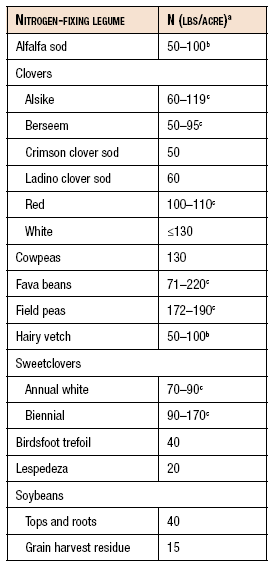 NITROGEN-FIXING LEGUME N (LBS/ACRE)ᵃ
Alfalfa sod 50–100ᵇ
Clovers
Alsike 60–119ᶜ
Berseem 50–95ᶜ
Crimson clover sod 50
Ladino clover sod 60
Red 100–110ᶜ
White ≤130
Cowpeas 130
Fava beans 71–220ᶜ
Field peas 172–190ᶜ
Hairy vetch 50–100ᵇ
Sweetclovers
Annual white 70–90ᶜ
Biennial 90–170ᶜ
Birdsfoot trefoil 40
Lespedeza 20
Soybeans
Tops and roots 40
Grain harvest residue 15